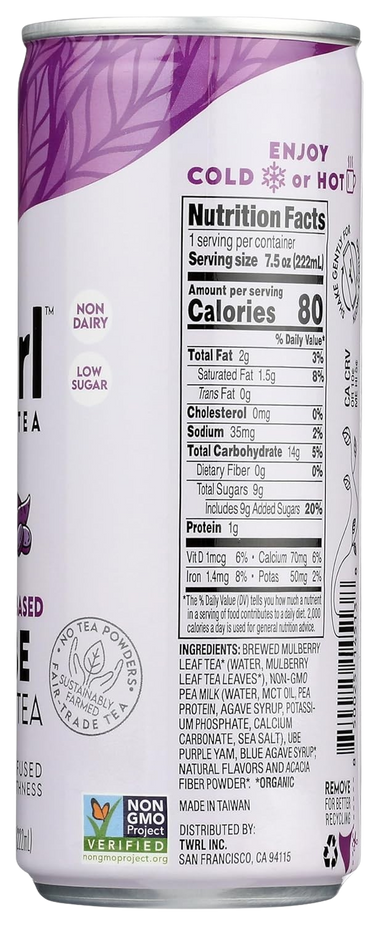 ENJOY
COLD or HOT
Nutrition Facts
1 serving per container
Serving size 7.5 oz (222mL)
Amount per serving
Calories 80
% Daily Value*
Total Fat 2g 3%
Saturated Fat 1.5g 8%
Trans Fat 0g
Cholesterol 0mg 0%
Sodium 35mg 2%
Total Carbohydrate 14g 5%
Dietary Fiber 0g 0%
Total Sugars 9g
Includes 9g Added Sugars 20%
Protein 1g
Vit D 1mcg 6% • Calcium 70mg 6%
Iron 1.4mg 8% • Potas 50mg 2%
*The % Daily Value (DV) tells you how much a nutrient
in a serving of food contributes to a daily diet. 2,000
calories a day is used for general nutrition advice.
INGREDIENTS: BREWED MULBERRY
LEAF TEA* (WATER, MULBERRY
LEAF TEA LEAVES*), NON-GMO
PEA MILK (WATER, MCT OIL, PEA
PROTEIN, AGAVE SYRUP, POTASSI-
UM PHOSPHATE, CALCIUM
CARBONATE, SEA SALT), UBE
PURPLE YAM, BLUE AGAVE SYRUP*,
NATURAL FLAVORS AND ACACIA
FIBER POWDER*. *ORGANIC
MADE IN TAIWAN
DISTRIBUTED BY:
TWRL INC.
SAN FRANCISCO, CA 94115
rl™
TEA
NON
DAIRY
LOW
SUGAR
ASED
E
TEA
FUSED
THNESS
222mL)
• NO TEA POWDERS •
SUSTAINABLY
FARMED
FAIR-TRADE TEA
NON
GMO
Project
VERIFIED
nongmoproject.org
CA CRV
REMOVE
FOR BETTER
RECYCLING